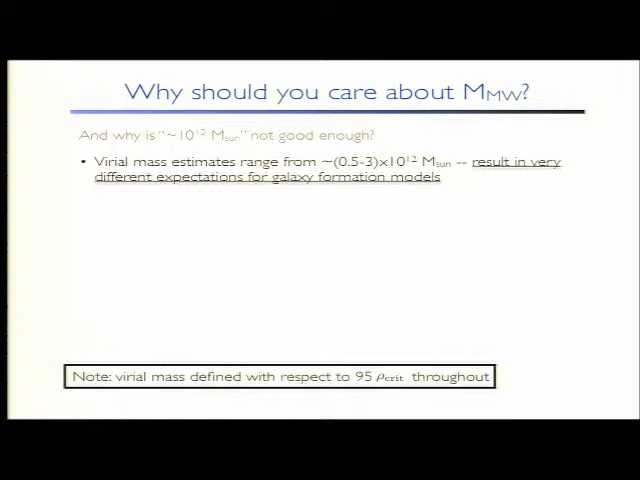 Why should you care about MMW?
And why is "~10¹² Msun" not good enough?
• Virial mass estimates range from ~(0.5-3)x10¹² Msun -- result in very
different expectations for galaxy formation models
Note: virial mass defined with respect to 95 ρcrit throughout